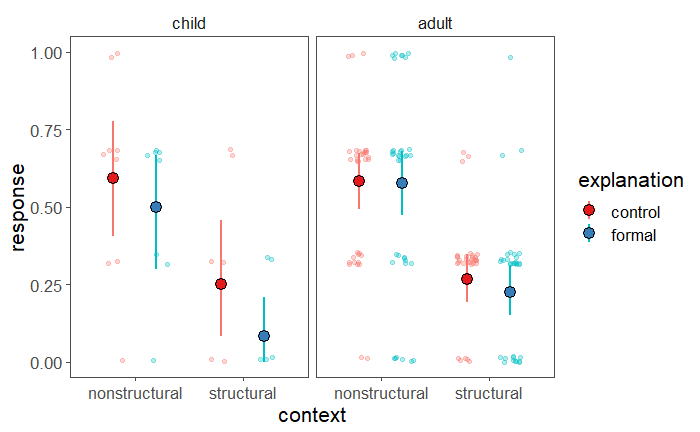 child adult
1.00
0.75
0.50
0.25
0.00
response
nonstructural structural nonstructural structural
context
explanation
control
formal